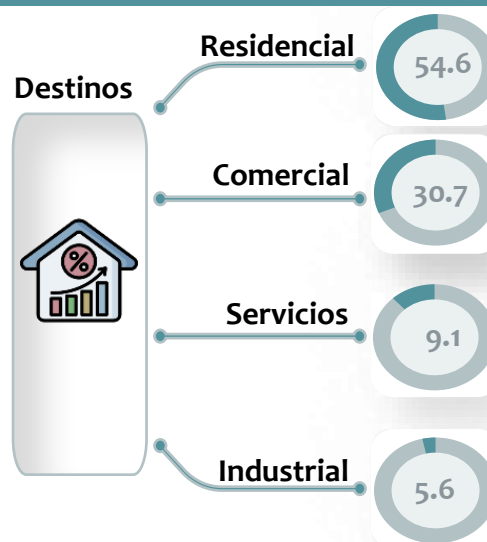 Residencial
54.6
Destinos
Comercial
30.7
%
Servicios
9.1
Industrial
5.6